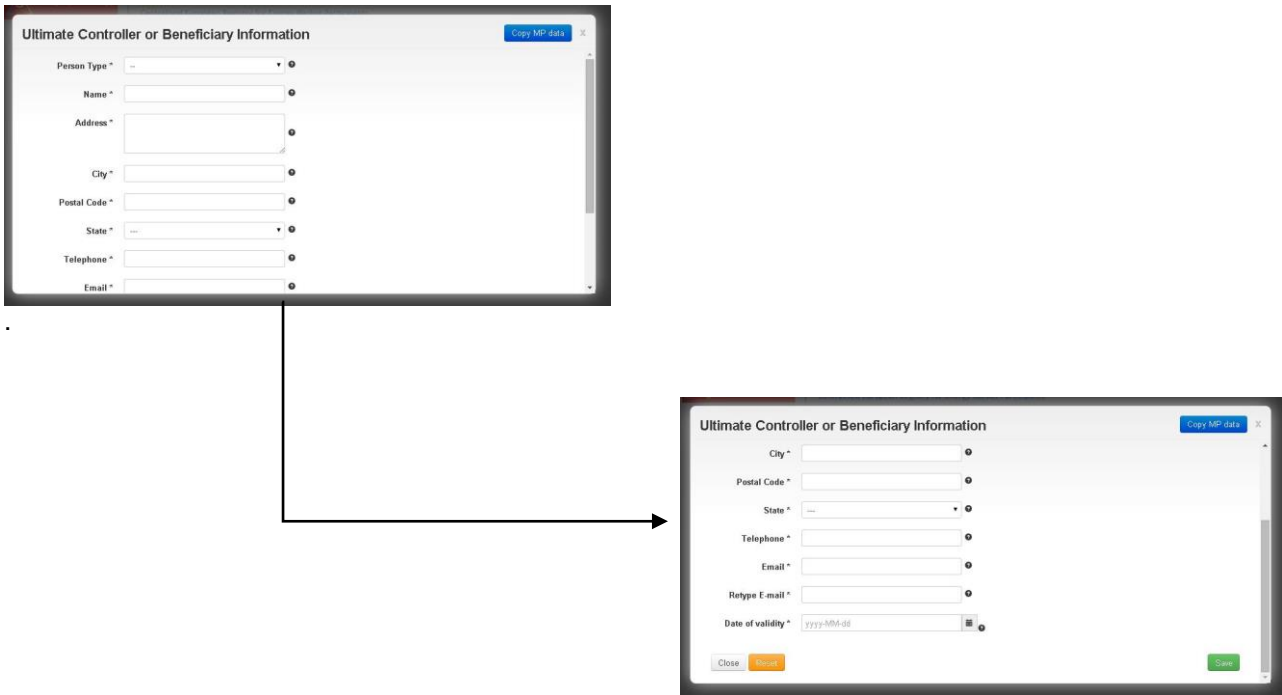 Ultimate Controller or Beneficiary Information
Copy MP data X
Person Type * --
Name *
Address *
City *
Postal Code *
State * ---
Telephone *
Email *
.
Ultimate Controller or Beneficiary Information
Copy MP data X
City *
Postal Code *
State * ---
Telephone *
Email *
Retype E-mail *
Date of validity * yyyy-MM-dd
Close Reset Save